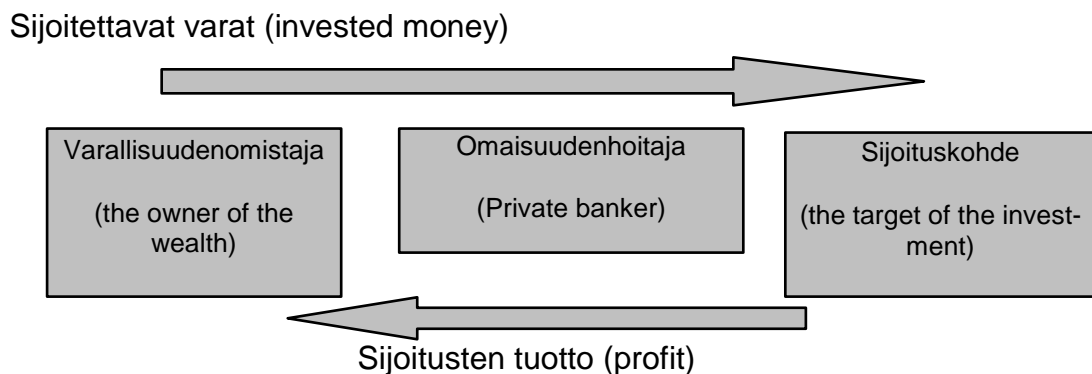 Sijoitettavat varat (invested money)
Varallisuudenomistaja
(the owner of the
wealth)
Omaisuudenhoitaja
(Private banker)
Sijoituskohde
(the target of the invest-
ment)
Sijoitusten tuotto (profit)